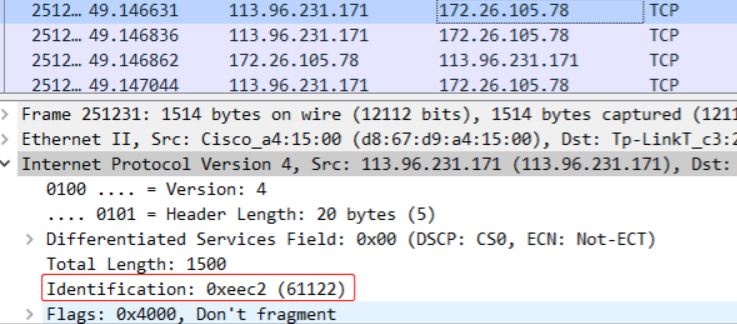 2512… 49.146631 113.96.231.171 172.26.105.78 TCP
2512… 49.146836 113.96.231.171 172.26.105.78 TCP
2512… 49.146862 172.26.105.78 113.96.231.171 TCP
2512… 49.147044 113.96.231.171 172.26.105.78 TCP
Frame 251231: 1514 bytes on wire (12112 bits), 1514 bytes captured (1211
Ethernet II, Src: Cisco_a4:15:00 (d8:67:d9:a4:15:00), Dst: Tp-LinkT_c3:2
Internet Protocol Version 4, Src: 113.96.231.171 (113.96.231.171), Dst:
0100 .... = Version: 4
.... 0101 = Header Length: 20 bytes (5)
Differentiated Services Field: 0x00 (DSCP: CS0, ECN: Not-ECT)
Total Length: 1500
Identification: 0xeec2 (61122)
Flags: 0x4000, Don't fragment